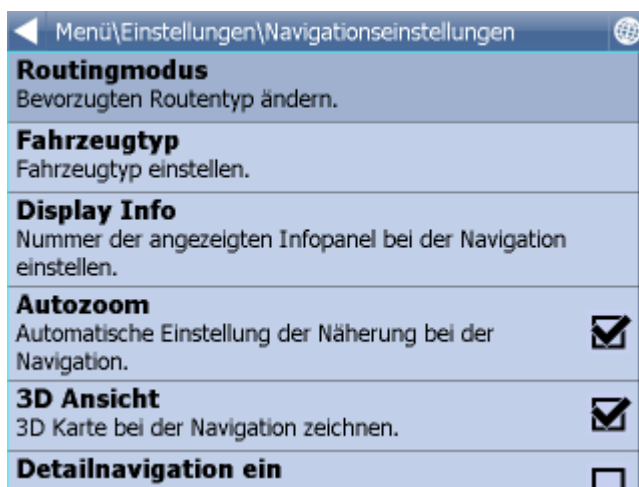 Menü\Einstellungen\Navigationseinstellungen
Routingmodus
Bevorzugten Routentyp ändern.
Fahrzeugtyp
Fahrzeugtyp einstellen.
Display Info
Nummer der angezeigten Infopanel bei der Navigation
einstellen.
Autozoom
Automatische Einstellung der Näherung bei der
Navigation.
3D Ansicht
3D Karte bei der Navigation zeichnen.
Detailnavigation ein